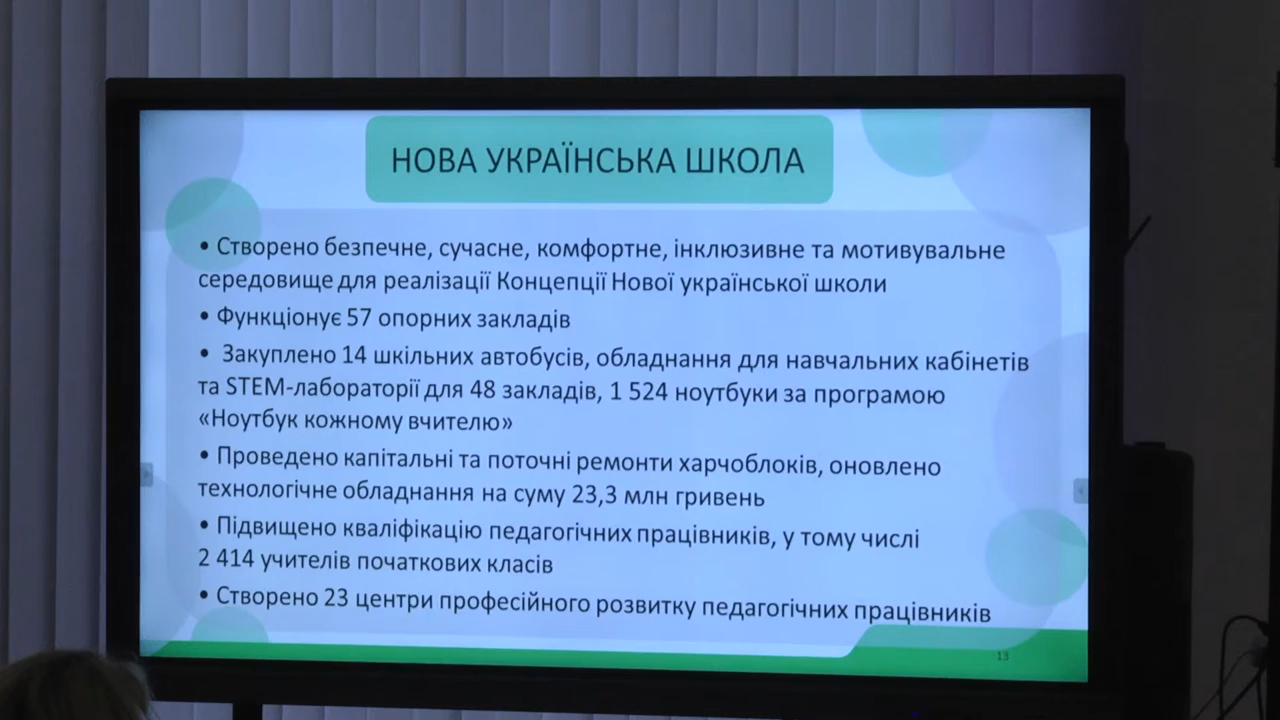 НОВА УКРАЇНСЬКА ШКОЛА
• Створено безпечне, сучасне, комфортне, інклюзивне та мотивувальне
середовище для реалізації Концепції Нової української школи
• Функціонує 57 опорних закладів
• Закуплено 14 шкільних автобусів, обладнання для навчальних кабінетів
та STEM-лабораторії для 48 закладів, 1 524 ноутбуки за програмою
«Ноутбук кожному вчителю»
• Проведено капітальні та поточні ремонти харчоблоків, оновлено
технологічне обладнання на суму 23,3 млн гривень
• Підвищено кваліфікацію педагогічних працівників, у тому числі
2 414 учителів початкових класів
• Створено 23 центри професійного розвитку педагогічних працівників
13